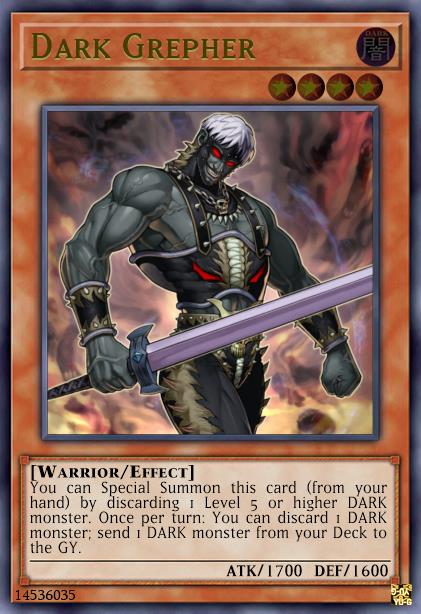 DARK GREPHER
DARK
闇
[WARRIOR/EFFECT]
You can Special Summon this card (from your
hand) by discarding 1 Level 5 or higher DARK
monster. Once per turn: You can discard 1 DARK
monster; send 1 DARK monster from your Deck to
the GY.
ATK/1700 DEF/1600
14536035